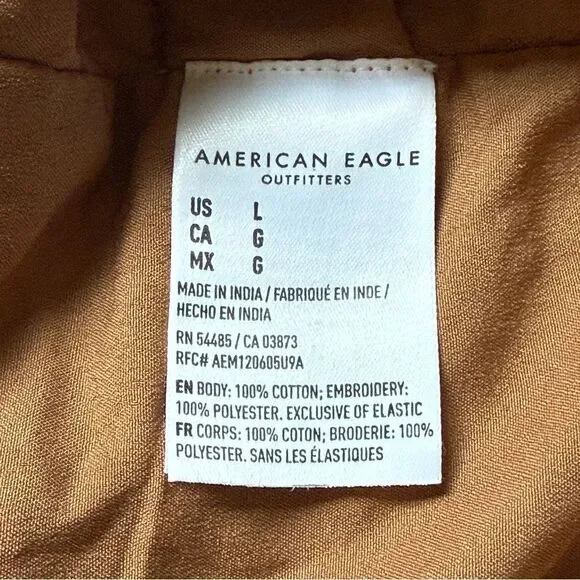 AMERICAN EAGLE
OUTFITTERS
US L
CA G
MX G
MADE IN INDIA / FABRIQUÉ EN INDE /
HECHO EN INDIA
RN 54485 / CA 03873
RFC# AEM120605U9A
EN BODY: 100% COTTON; EMBROIDERY:
100% POLYESTER. EXCLUSIVE OF ELASTIC
FR CORPS: 100% COTON; BRODERIE: 100%
POLYESTER. SANS LES ÉLASTIQUES